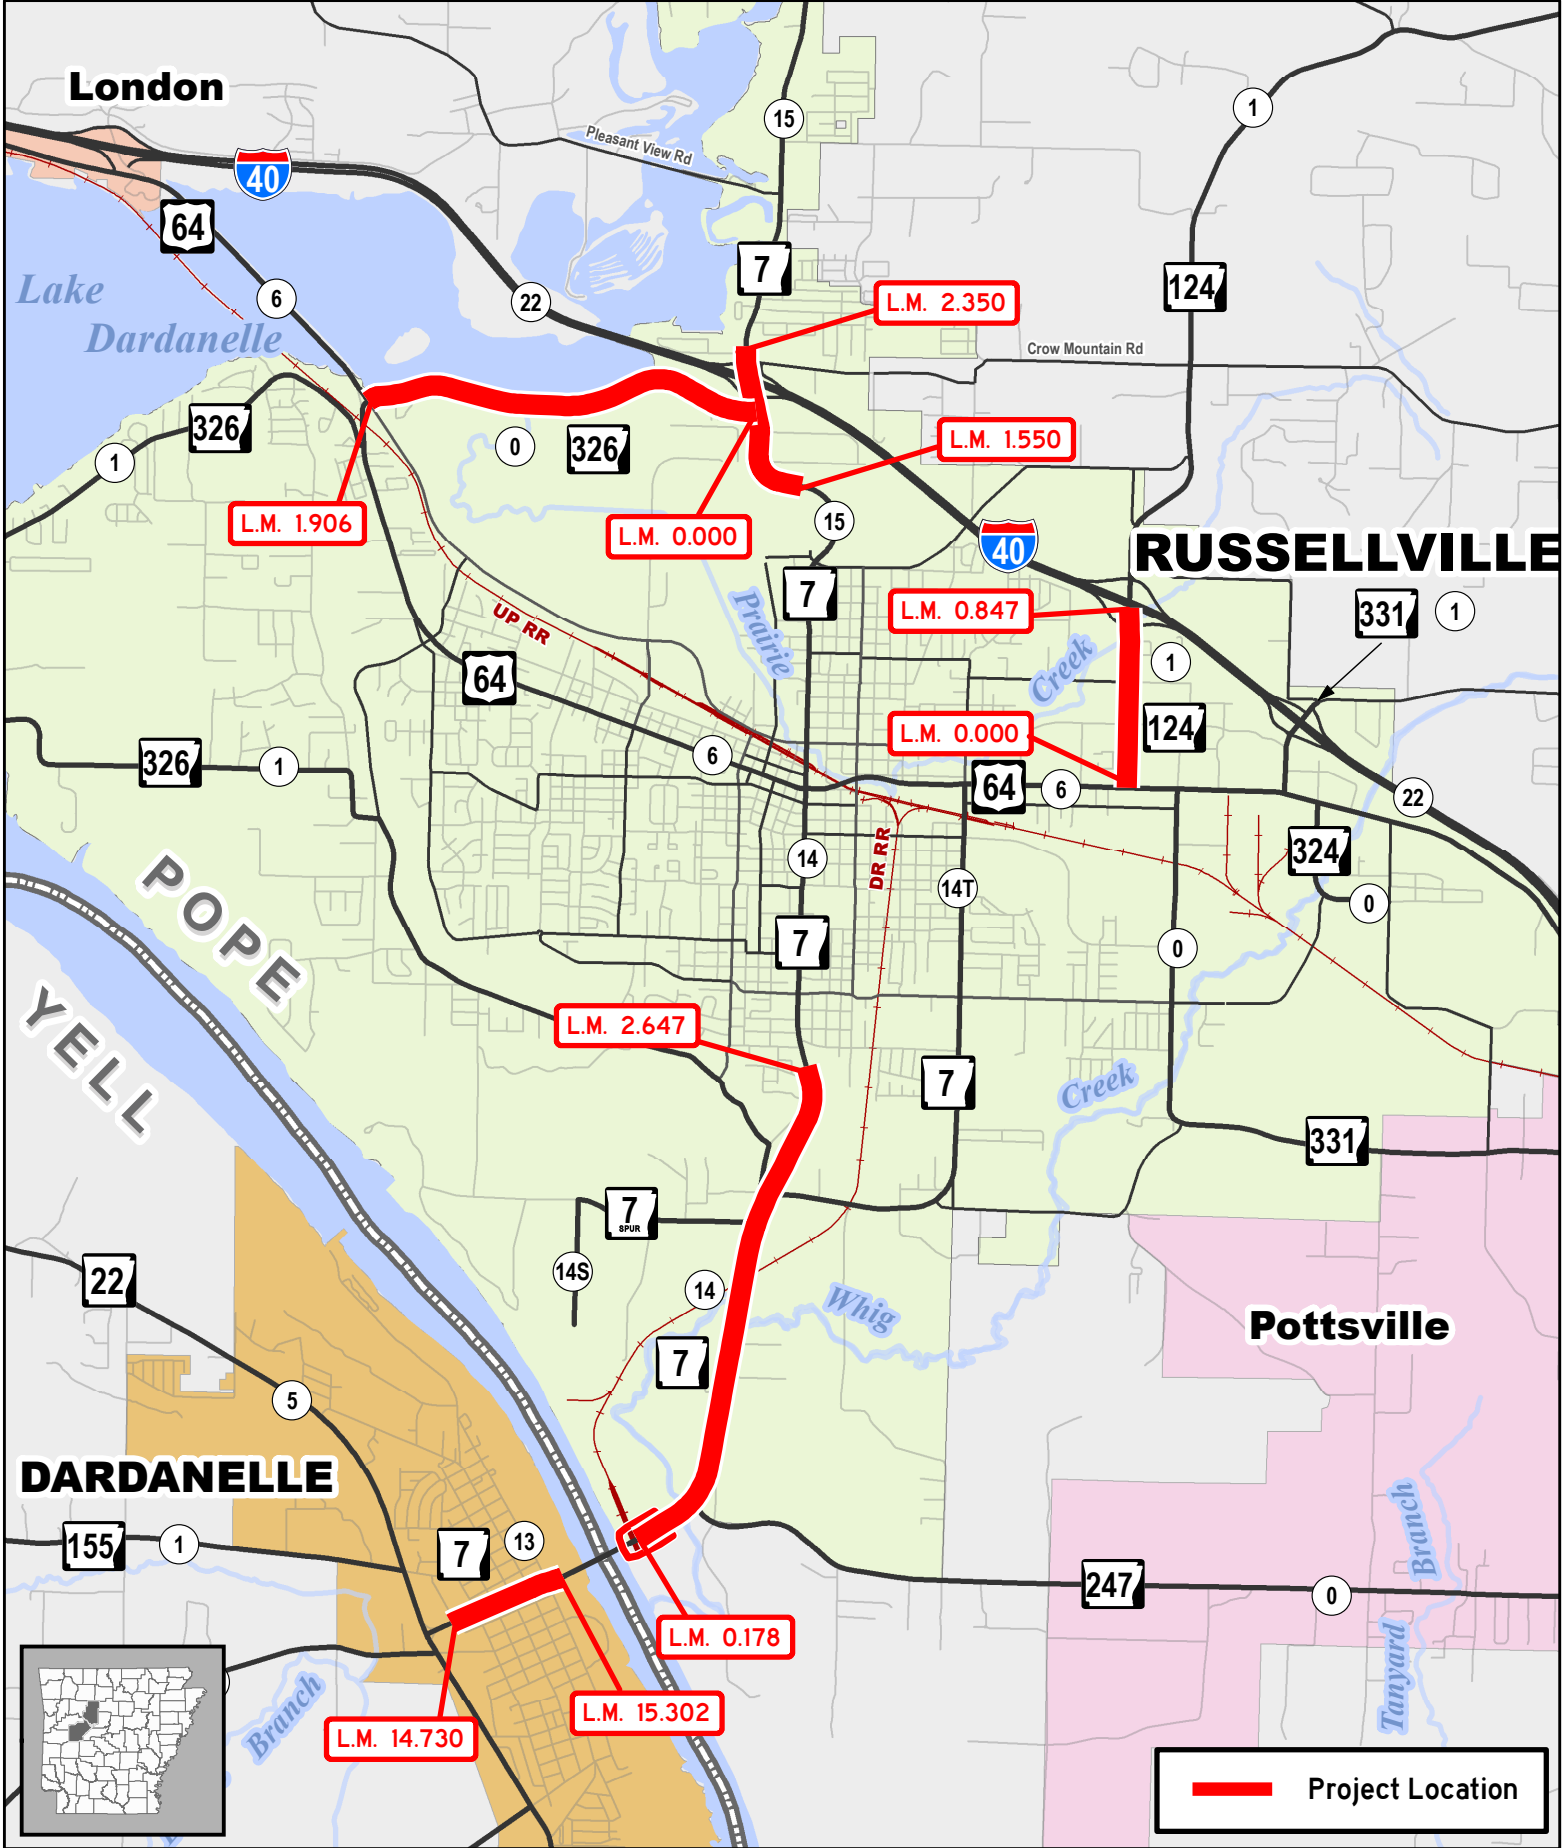 London
15
1
Pleasant View Rd
40
64
7
124
Lake
Dardanelle
6
22
L.M. 2.350
Crow Mountain Rd
326
1
0
326
L.M. 1.550
L.M. 1.906
L.M. 0.000
15
40
RUSSELLVILLE
7
L.M. 0.847
331
1
UP RR
Prairie
Creek
1
64
L.M. 0.000
124
326
1
6
64
6
22
14
DR RR
324
14T
0
POPE
7
0
YELL
L.M. 2.647
7
Creek
331
7
SPUR
22
14S
14
Whig
Pottsville
7
5
DARDANELLE
155
1
7
13
Branch
247
0
L.M. 0.178
Tanyard
L.M. 15.302
L.M. 14.730
Branch
Project Location